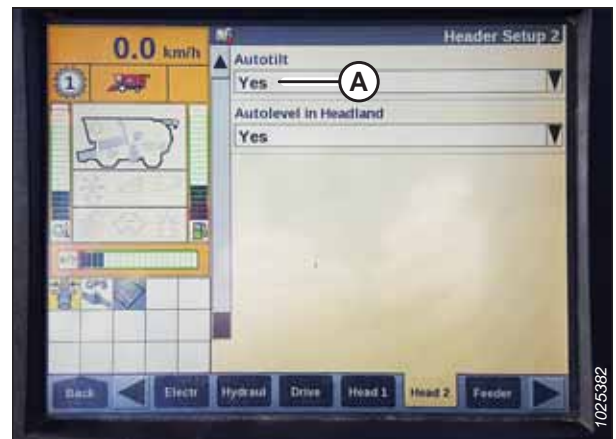 0.0 km/h
Header Setup 2
Autotilt
Yes
A
Autolevel in Headland
Yes
1
GPS
Back
Electr
Hydraul
Drive
Head 1
Head 2
Feeder
1025382